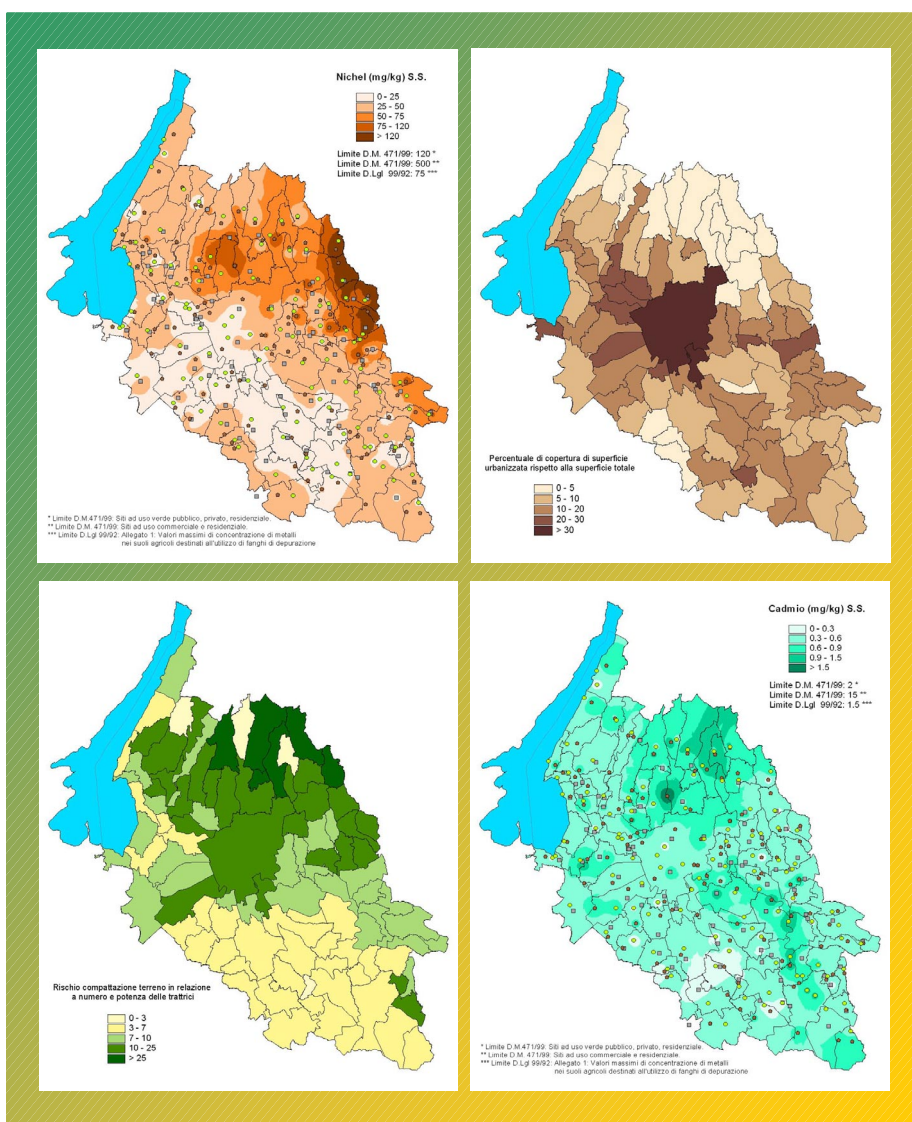 Nichel (mg/kg) S.S.
0 - 25
25 - 50
50 - 75
75 - 120
> 120
Limite D.M. 471/99: 120 *
Limite D.M. 471/99: 500 **
Limite D.Lgl 99/92: 75 ***
* Limite D.M.471/99: Siti ad uso verde pubblico, privato, residenziale.
** Limite D.M. 471/99: Siti ad uso commerciale e residenziale.
*** Limite D.Lgl 99/92: Allegato 1: Valori massimi di concentrazione di metalli
nei suoli agricoli destinati all'utilizzo di fanghi di depurazione
Percentuale di copertura di superficie
urbanizzata rispetto alla superficie totale
0 - 5
5 - 10
10 - 20
20 - 30
> 30
Rischio compattazione terreno in relazione
a numero e potenza delle trattrici
0 - 3
3 - 7
7 - 10
10 - 25
> 25
Cadmio (mg/kg) S.S.
0 - 0.3
0.3 - 0.6
0.6 - 0.9
0.9 - 1.5
> 1.5
Limite D.M. 471/99: 2 *
Limite D.M. 471/99: 15 **
Limite D.Lgl 99/92: 1.5 ***
* Limite D.M.471/99: Siti ad uso verde pubblico, privato, residenziale.
** Limite D.M. 471/99: Siti ad uso commerciale e residenziale.
*** Limite D.Lgl 99/92: Allegato 1: Valori massimi di concentrazione di metalli
nei suoli agricoli destinati all'utilizzo di fanghi di depurazione